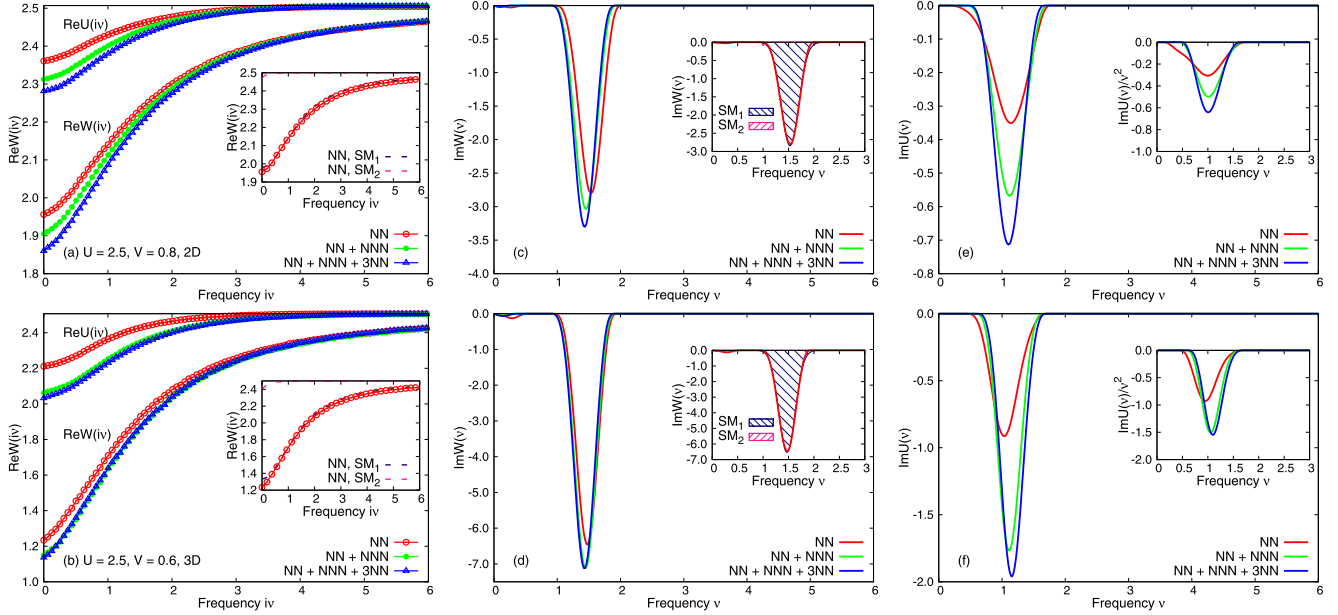 2.5
2.4
2.3
2.2
2.1
2.0
1.9
1.8
ReW(iν)
ReU(iν)
ReW(iν)
2.5
2.4
2.3
2.2
2.1
2.0
1.9
ReW(iν)
NN, SM1
NN, SM2
0 1 2 3 4 5 6
Frequency iν
NN
NN + NNN
NN + NNN + 3NN
(a) U = 2.5, V = 0.8, 2D
0 1 2 3 4 5 6
Frequency iν
0.0
-0.5
-1.0
-1.5
-2.0
-2.5
-3.0
-3.5
-4.0
ImW(ν)
0.0
-0.5
-1.0
-1.5
-2.0
-2.5
-3.0
ImW(ν)
SM1
SM2
0 0.5 1 1.5 2 2.5 3
Frequency ν
(c)
NN
NN + NNN
NN + NNN + 3NN
0 1 2 3 4 5 6
Frequency ν
0.0
-0.1
-0.2
-0.3
-0.4
-0.5
-0.6
-0.7
-0.8
ImU(ν)
0.0
-0.2
-0.4
-0.6
-0.8
-1.0
ImU(ν)/ν2
0 0.5 1 1.5 2 2.5 3
Frequency ν
(e)
NN
NN + NNN
NN + NNN + 3NN
0 1 2 3 4 5 6
Frequency ν
2.4
2.2
2.0
1.8
1.6
1.4
1.2
1.0
ReW(iν)
ReU(iν)
ReW(iν)
2.4
2.2
2.0
1.8
1.6
1.4
1.2
ReW(iν)
NN, SM1
NN, SM2
0 1 2 3 4 5 6
Frequency iν
NN
NN + NNN
NN + NNN + 3NN
(b) U = 2.5, V = 0.6, 3D
0 1 2 3 4 5 6
Frequency iν
0.0
-1.0
-2.0
-3.0
-4.0
-5.0
-6.0
-7.0
ImW(ν)
0.0
-1.0
-2.0
-3.0
-4.0
-5.0
-6.0
-7.0
ImW(ν)
SM1
SM2
0 0.5 1 1.5 2 2.5 3
Frequency ν
(d)
NN
NN + NNN
NN + NNN + 3NN
0 1 2 3 4 5 6
Frequency ν
0.0
-0.5
-1.0
-1.5
-2.0
ImU(ν)
0.0
-0.5
-1.0
-1.5
-2.0
ImU(ν)/ν2
0 0.5 1 1.5 2 2.5 3
Frequency ν
(f)
NN
NN + NNN
NN + NNN + 3NN
0 1 2 3 4 5 6
Frequency ν